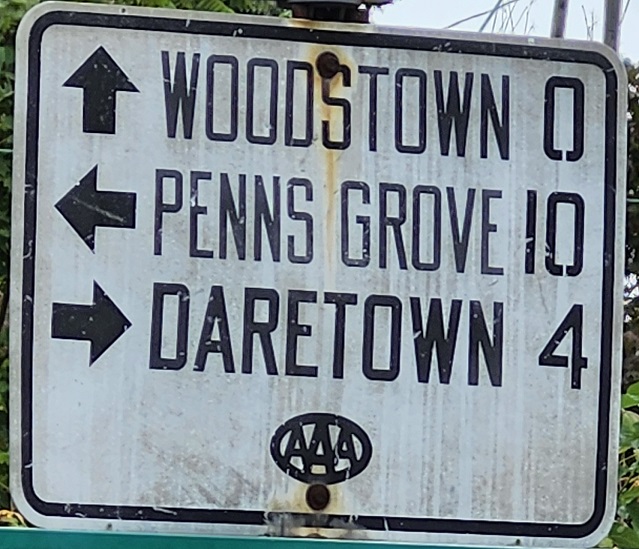 WOODSTOWN 0
PENNS GROVE 10
DARETOWN 4
AAA